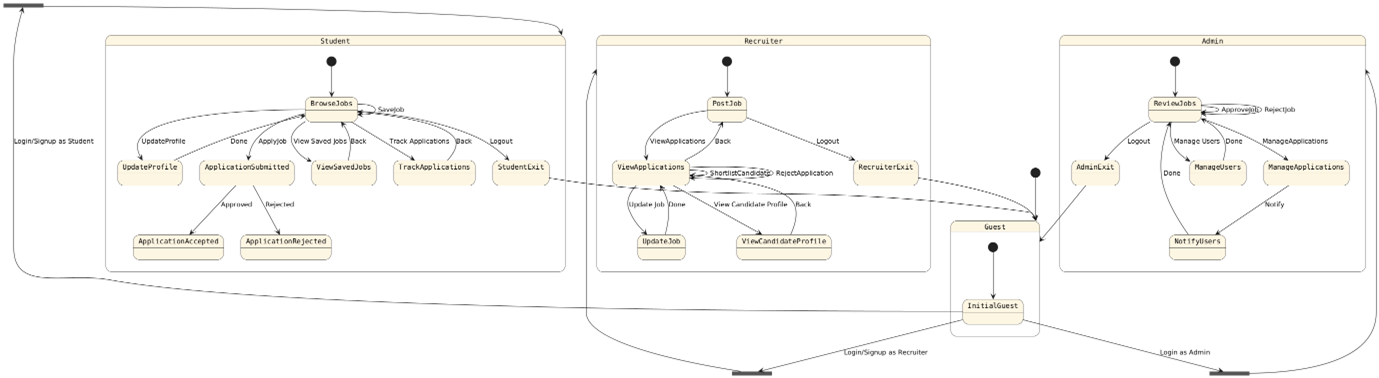 Student
Recruiter
Admin
BrowseJobs
SaveJob
PostJob
ReviewJobs
ApproveJob
RejectJob
Login/Signup as Student
UpdateProfile
Done
ApplyJob
View Saved Jobs
Back
Track Applications
Back
Logout
ViewApplications
Back
Logout
Logout
Manage Users
Done
ManageApplications
UpdateProfile
ApplicationSubmitted
ViewSavedJobs
TrackApplications
StudentExit
ViewApplications
ShortlistCandidate
RejectApplication
RecruiterExit
AdminExit
ManageUsers
ManageApplications
Done
Approved
Rejected
Update Job
Done
View Candidate Profile
Back
Notify
Guest
ApplicationAccepted
ApplicationRejected
UpdateJob
ViewCandidateProfile
NotifyUsers
InitialGuest
Login/Signup as Recruiter
Login as Admin